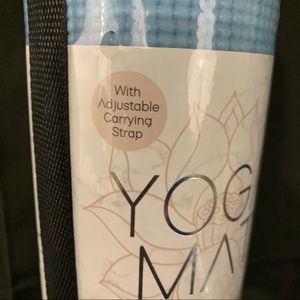 With
Adjustable
Carrying
Strap
YOG
MA